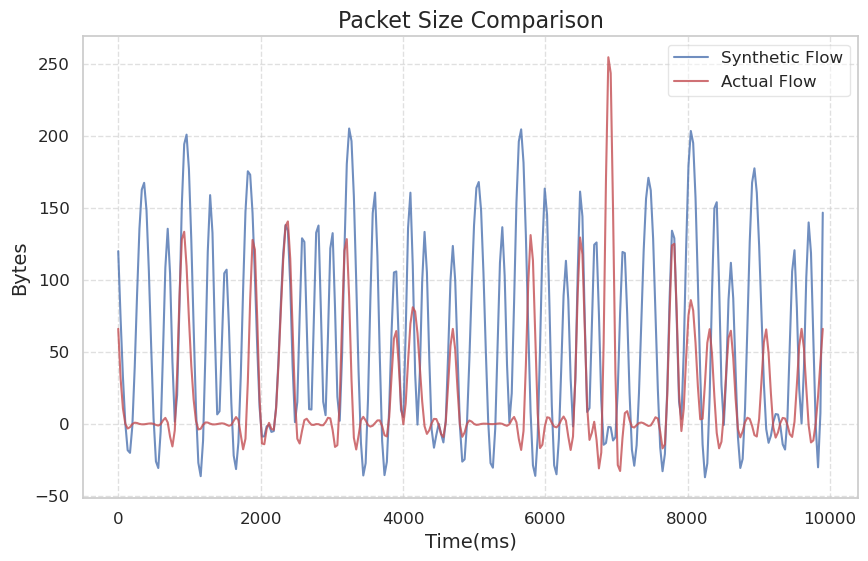 Packet Size Comparison
Synthetic Flow
Actual Flow
250
200
150
100
50
0
−50
Bytes
0 2000 4000 6000 8000 10000
Time(ms)